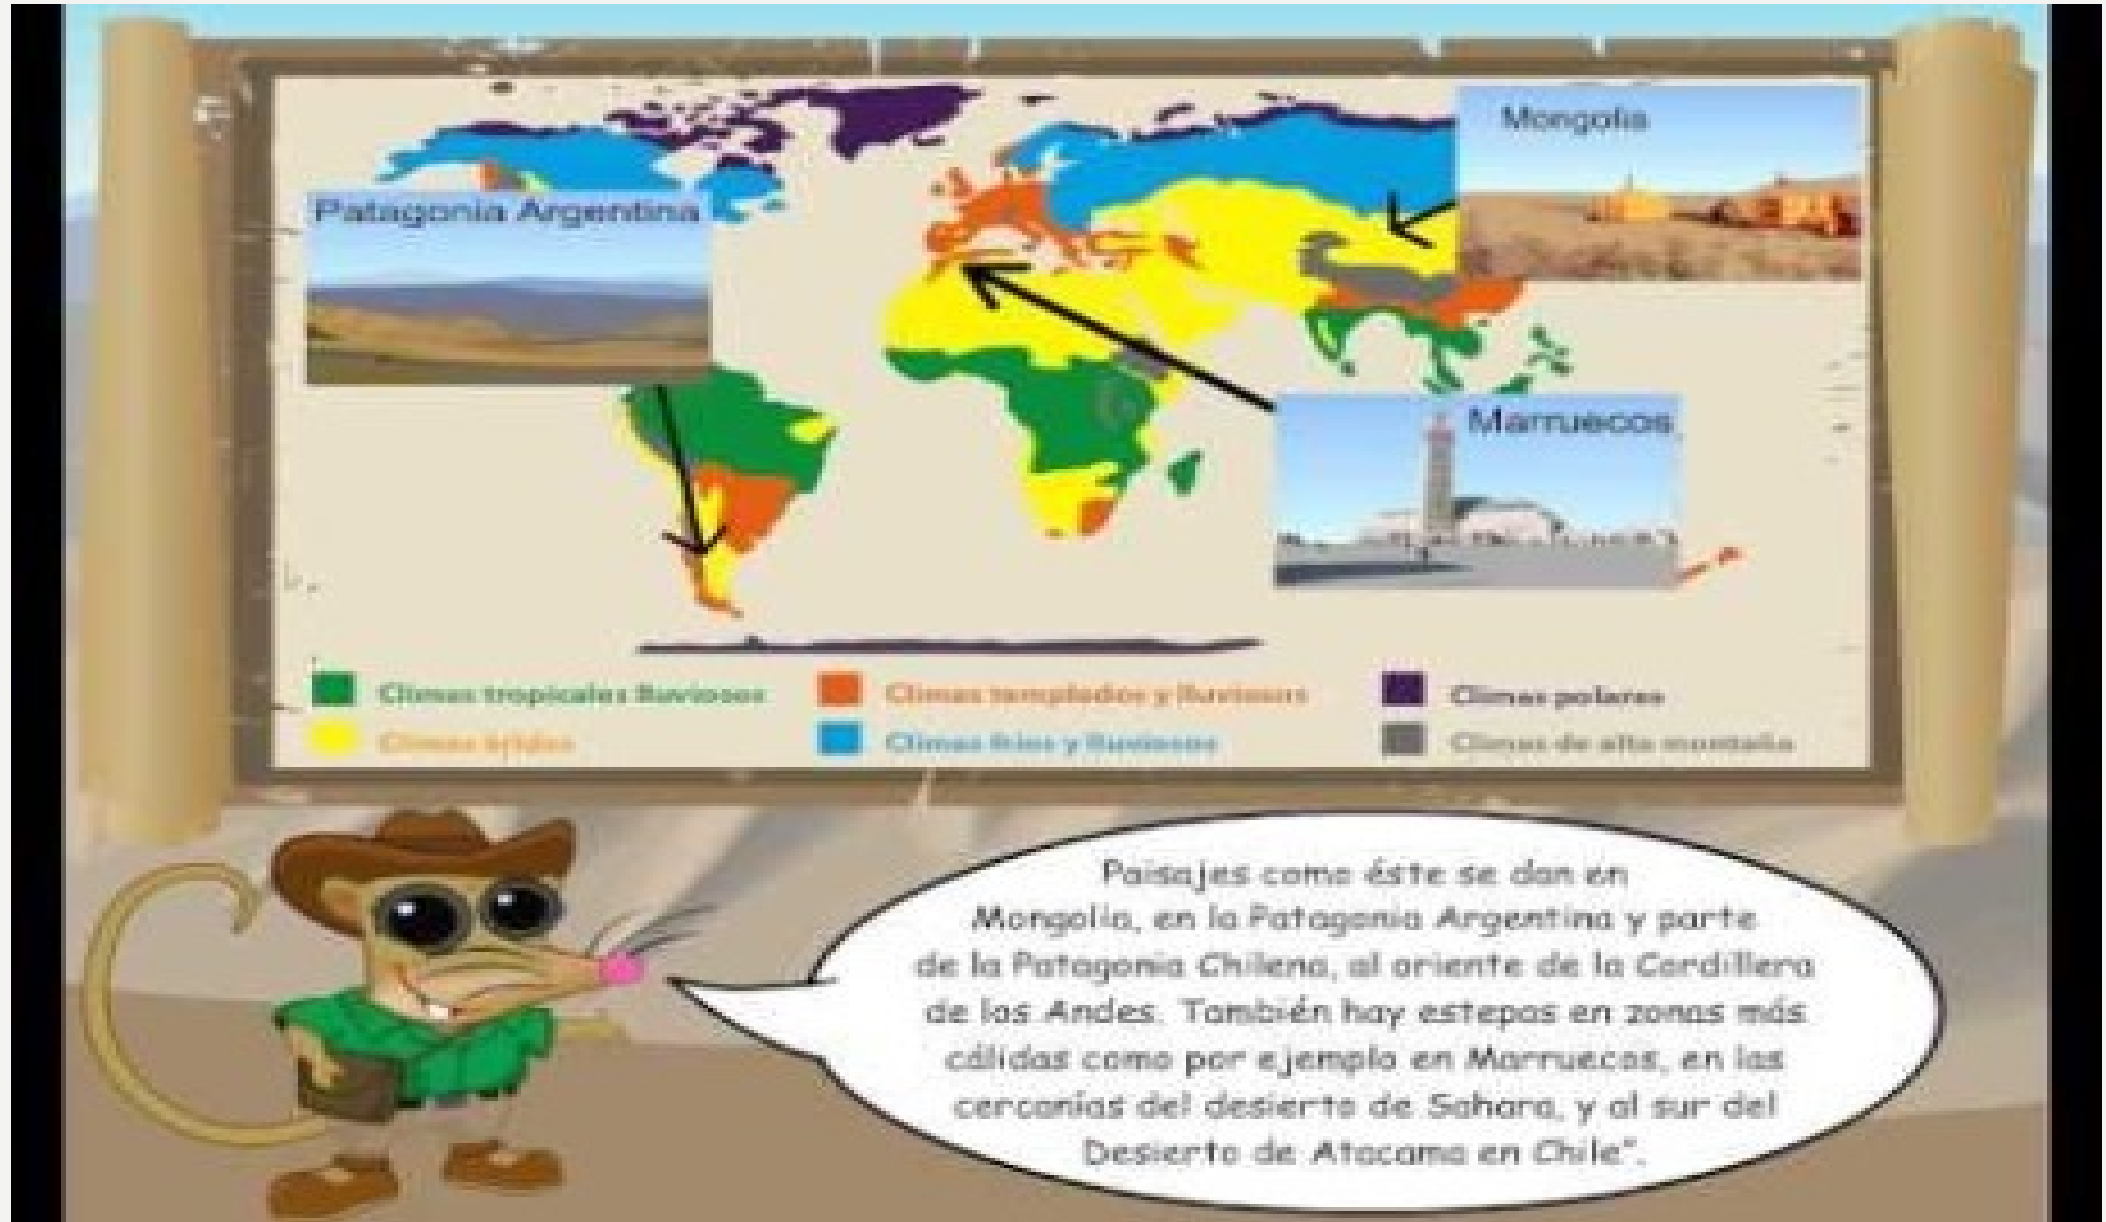 Mongolia
Patagonia Argentina
Marruecos
Climas tropicales lluviosos
Climas templados y lluviosos
Climas polares
Climas áridos
Climas fríos y lluviosos
Climas de alta montaña
Paisajes como éste se dan en
Mongolia, en la Patagonia Argentina y parte
de la Patagonia Chilena, al oriente de la Cordillera
de los Andes. También hay estepas en zonas más
cálidas como por ejemplo en Marruecos, en las
cercanías del desierto de Sahara, y al sur del
Desierto de Atacama en Chile".